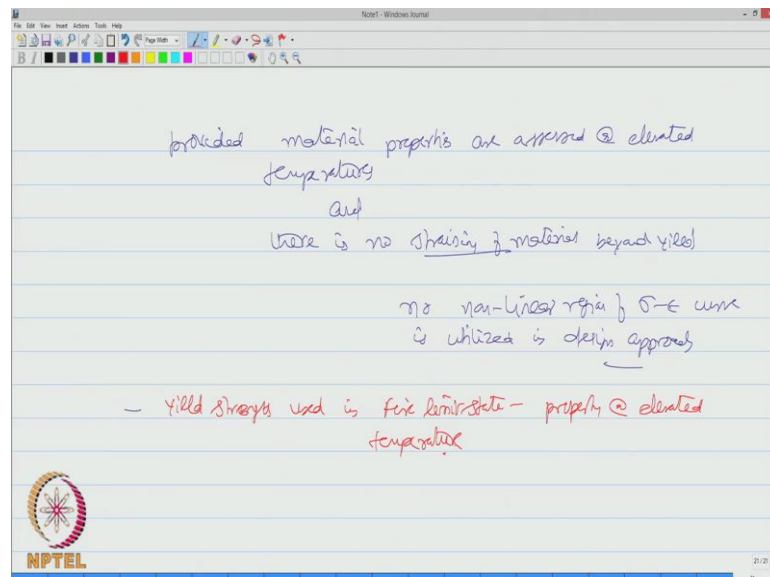 Note1 - Windows Journal
File Edit View Insert Actions Tools Help
Page Width
B I
provided material properties are assessed @ elevated
temperatures
and
there is no straining of material beyond yield
no non-linear region of σ-ε curve
is utilized in design approach
— yield strength used in fire limit state - property @ elevated
temperature
NPTEL
21/21